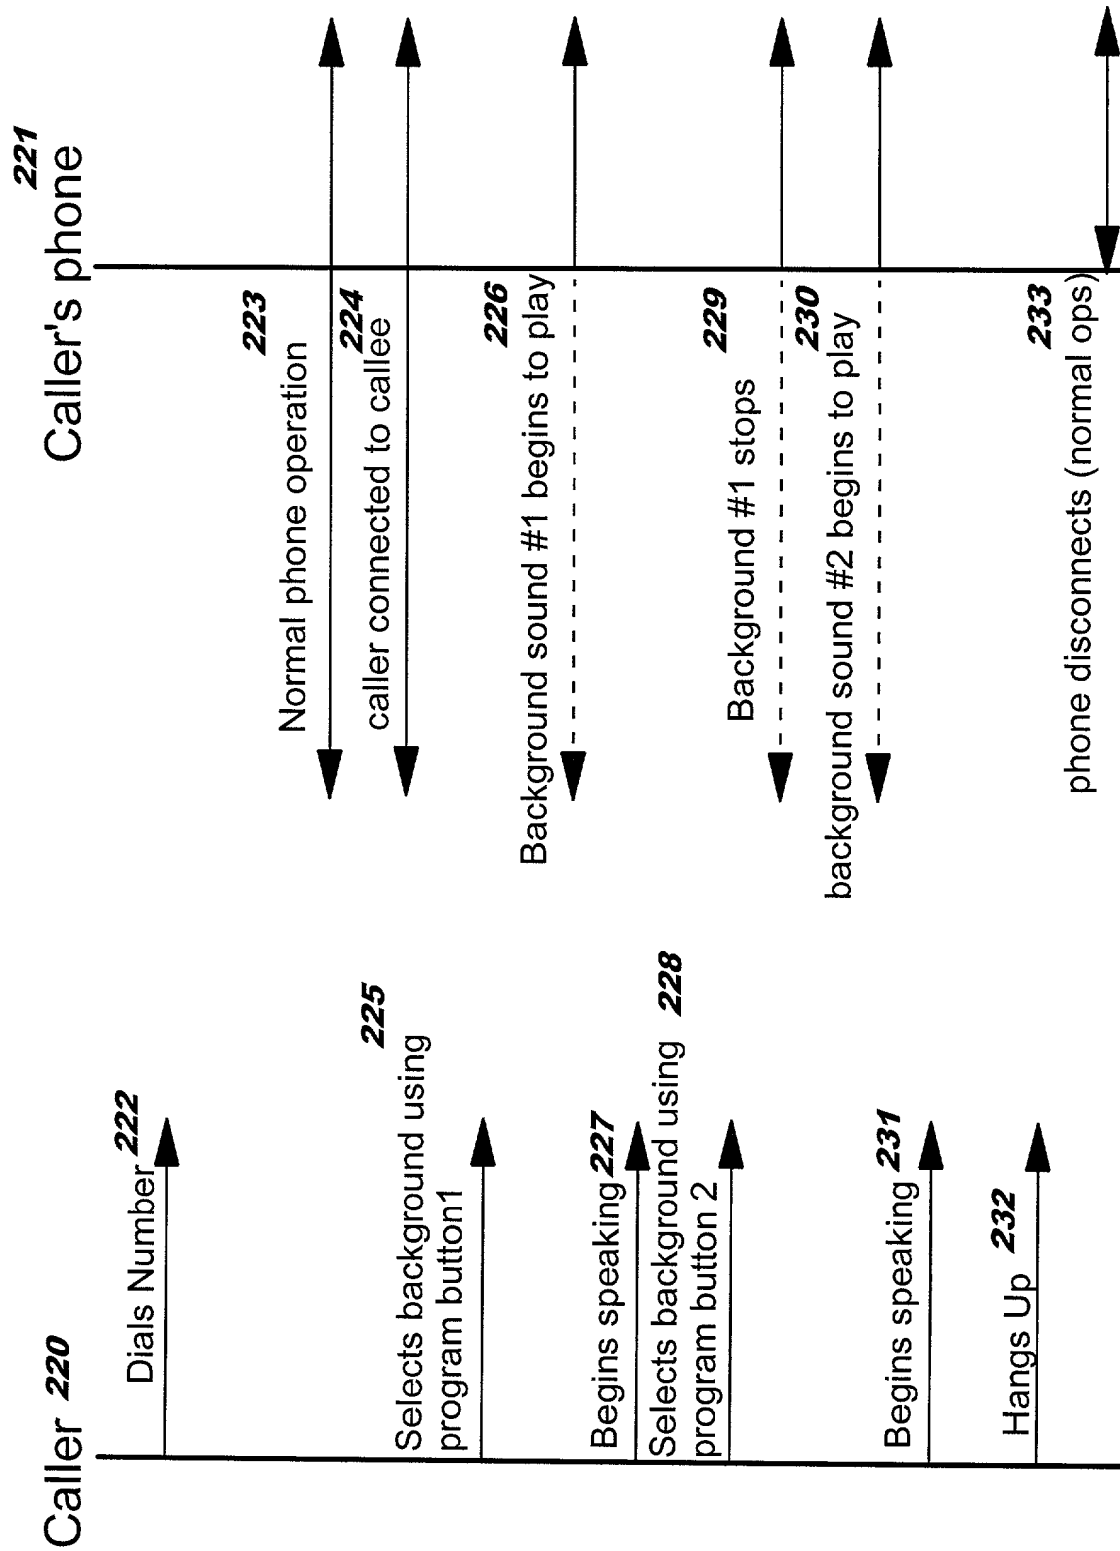 Caller 220
Caller's phone 221
Dials Number 222
Normal phone operation 223
caller connected to callee 224
Selects background using 225
program button1
Background sound #1 begins to play 226
Begins speaking 227
Selects background using 228
program button 2
Background #1 stops 229
background sound #2 begins to play 230
Begins speaking 231
Hangs Up 232
phone disconnects (normal ops) 233